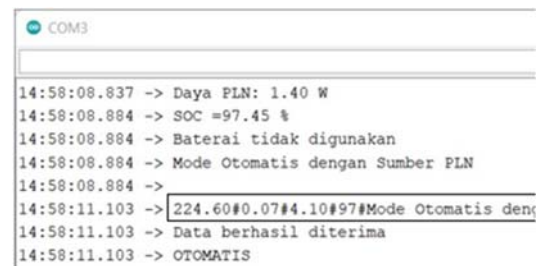 COM3
14:58:08.837 -> Daya PLN: 1.40 W
14:58:08.884 -> SOC =97.45 %
14:58:08.884 -> Baterai tidak digunakan
14:58:08.884 -> Mode Otomatis dengan Sumber PLN
14:58:08.884 ->
14:58:11.103 -> 224.60#0.07#4.10#97#Mode Otomatis deng
14:58:11.103 -> Data berhasil diterima
14:58:11.103 -> OTOMATIS